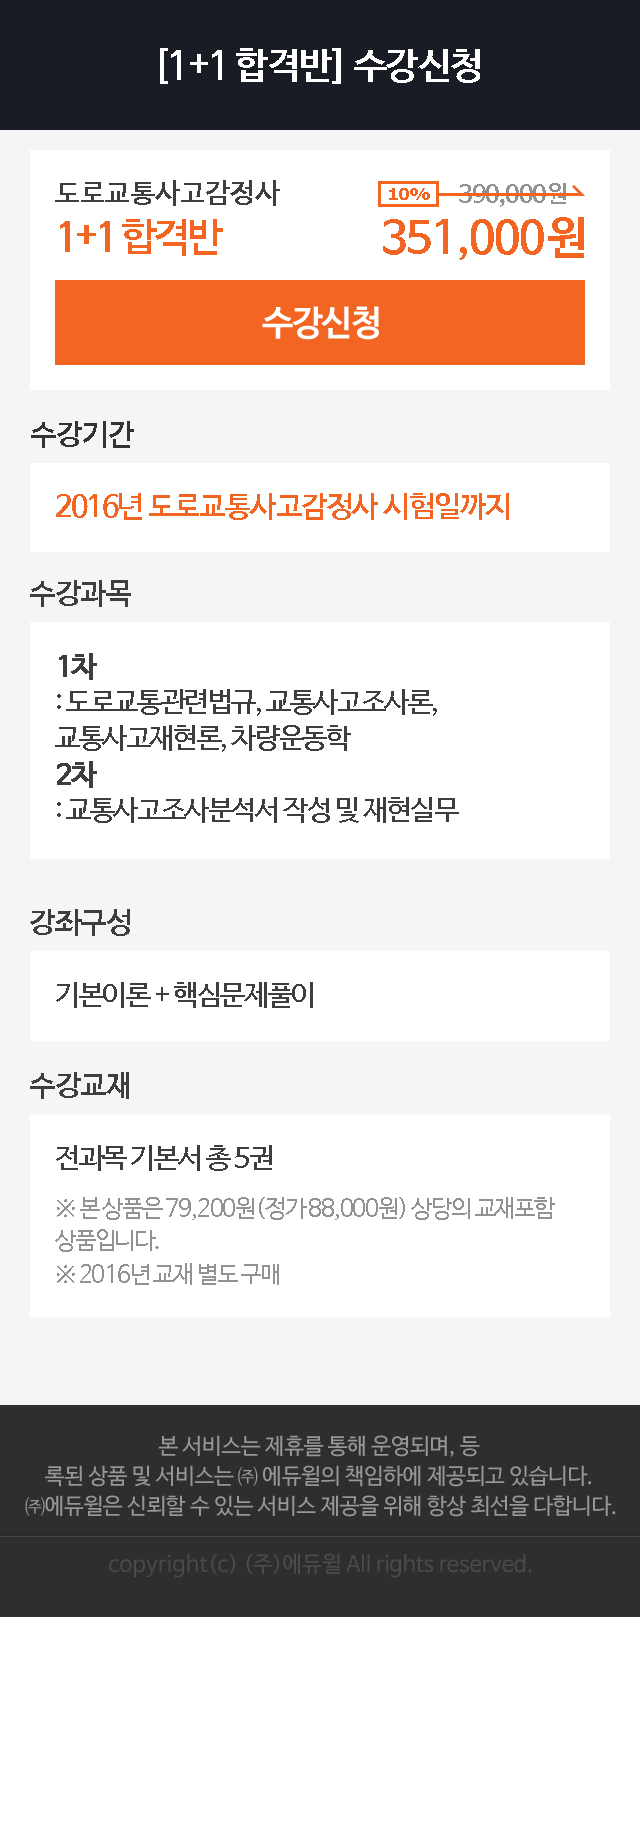 [1+1 합격반] 수강신청
도로교통사고감정사
10% 390,000원
1+1 합격반
351,000원
수강신청
수강기간
2016년 도로교통사고감정사 시험일까지
수강과목
1차
: 도로교통관련법규, 교통사고조사론,
교통사고재현론, 차량운동학
2차
: 교통사고조사분석서 작성 및 재현실무
강좌구성
기본이론 + 핵심문제풀이
수강교재
전과목 기본서 총 5권
※ 본 상품은 79,200원(정가 88,000원) 상당의 교재포함
상품입니다.
※ 2016년 교재 별도 구매
본 서비스는 제휴를 통해 운영되며, 등
록된 상품 및 서비스는 ㈜ 에듀윌의 책임하에 제공되고 있습니다.
㈜에듀윌은 신뢰할 수 있는 서비스 제공을 위해 항상 최선을 다합니다.
copyright(c) (주)에듀윌 All rights reserved.